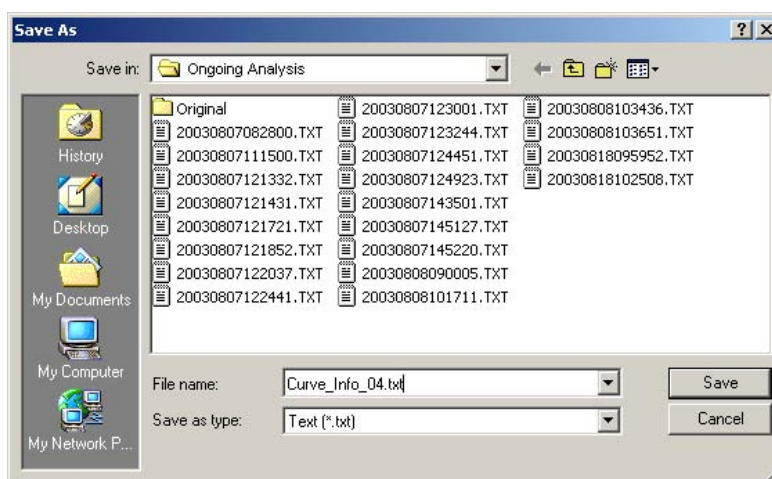 Save As
Save in: Ongoing Analysis
History
Desktop
My Documents
My Computer
My Network P...
Original
20030807082800.TXT
20030807111500.TXT
20030807121332.TXT
20030807121431.TXT
20030807121721.TXT
20030807121852.TXT
20030807122037.TXT
20030807122441.TXT
20030807123001.TXT
20030807123244.TXT
20030807124451.TXT
20030807124923.TXT
20030807143501.TXT
20030807145127.TXT
20030807145220.TXT
20030808090005.TXT
20030808101711.TXT
20030808103436.TXT
20030808103651.TXT
20030818095952.TXT
20030818102508.TXT
File name: Curve_Info_04.txt
Save
Save as type: Text (*.txt)
Cancel